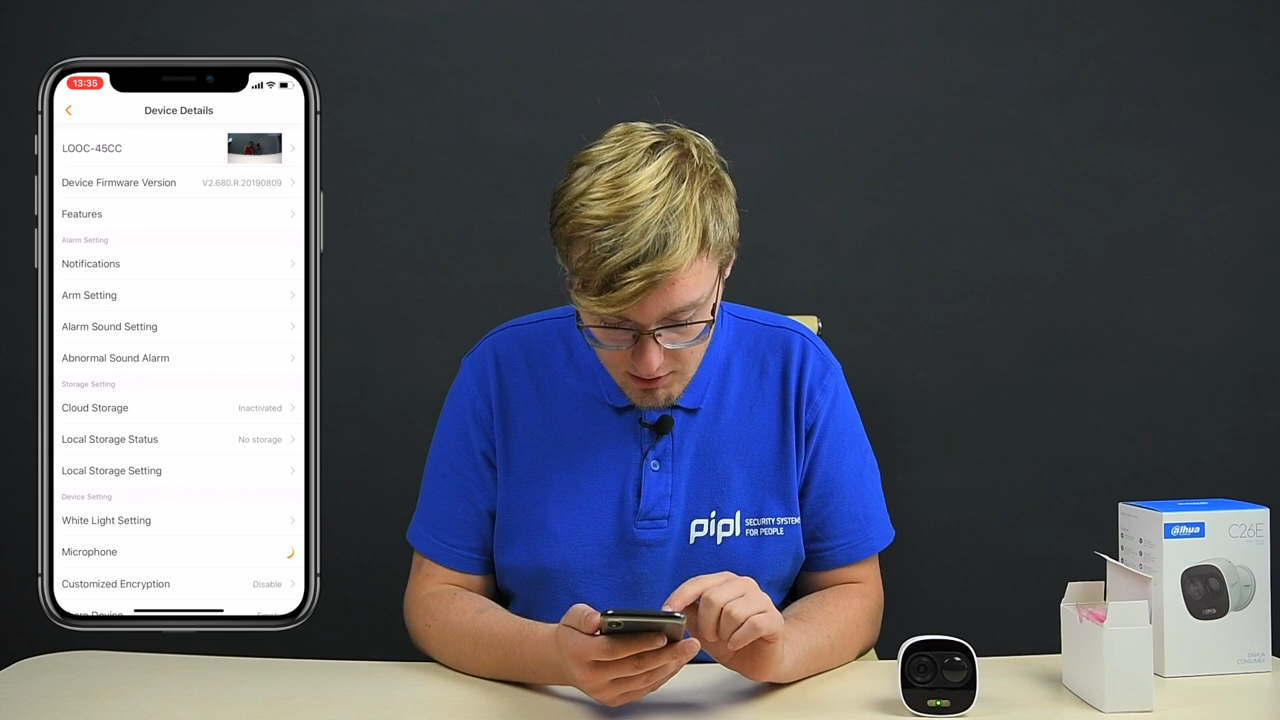 13:35
Device Details
LOOC-45CC
Device Firmware Version V2.680.R.20190809
Features
Alarm Setting
Notifications
Arm Setting
Alarm Sound Setting
Abnormal Sound Alarm
Storage Setting
Cloud Storage Inactivated
Local Storage Status No storage
Local Storage Setting
Device Setting
White Light Setting
Microphone
Customized Encryption Disable
pipl SECURITY SYSTEMS
FOR PEOPLE
alhua
C26E
DAHUA
CONSUMER